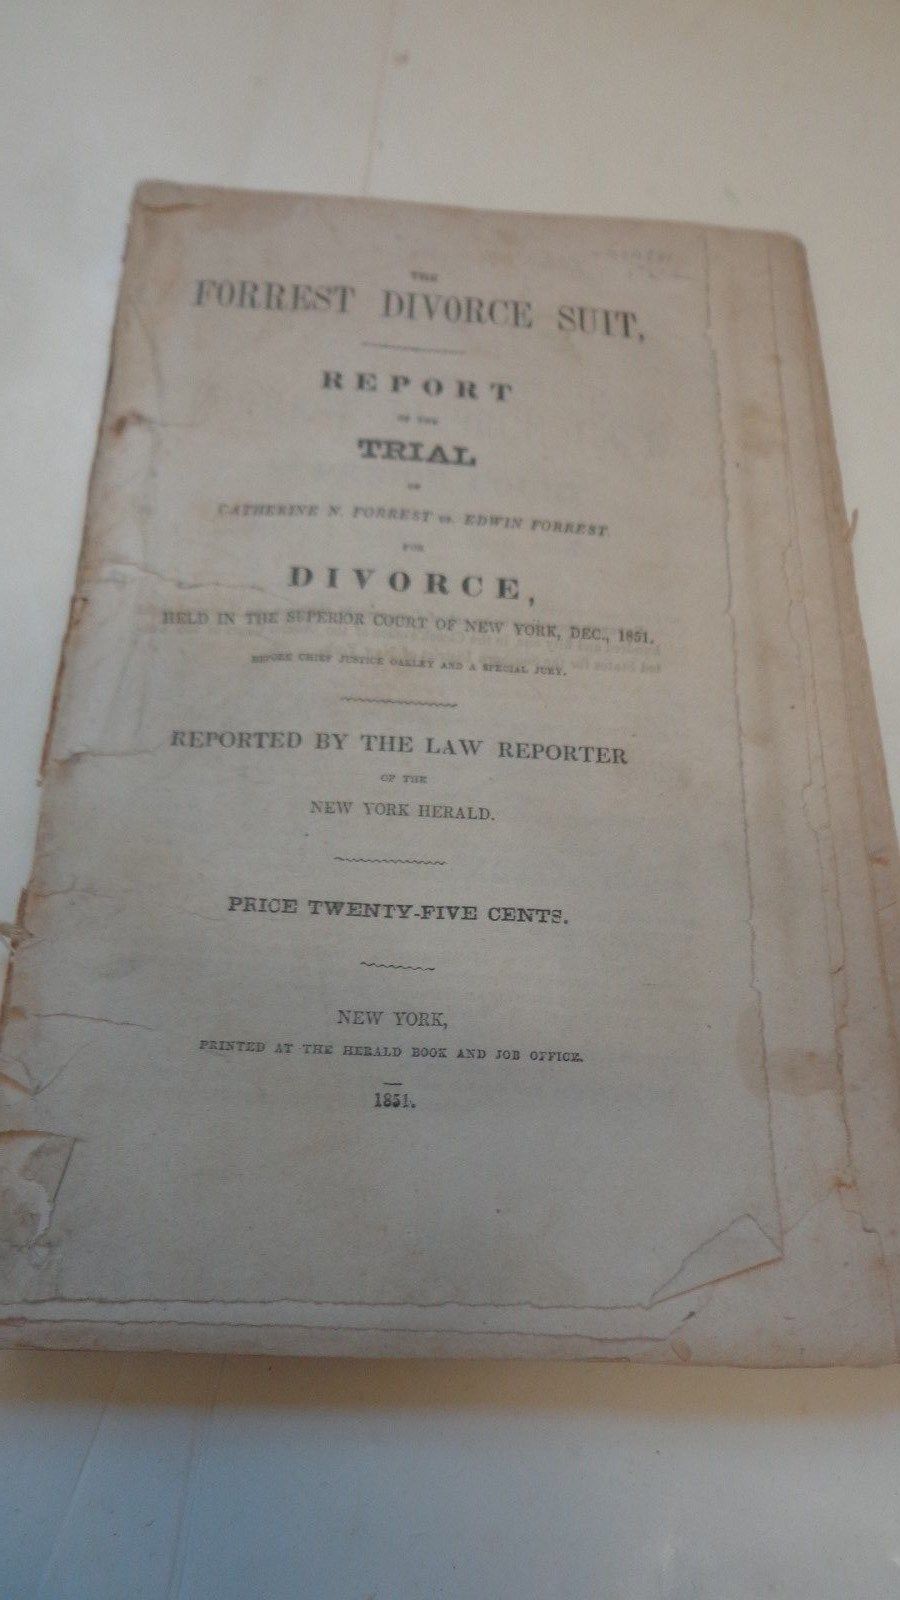 THE
FORREST DIVORCE SUIT,
REPORT
OF THE
TRIAL
OF
CATHERINE N. FORREST vs. EDWIN FORREST.
FOR
DIVORCE,
HELD IN THE SUPERIOR COURT OF NEW YORK, DEC., 1851.
BEFORE CHIEF JUSTICE OAKLEY AND A SPECIAL JURY.
REPORTED BY THE LAW REPORTER
OF THE
NEW YORK HERALD.
PRICE TWENTY-FIVE CENTS.
NEW YORK,
PRINTED AT THE HERALD BOOK AND JOB OFFICE.
1851.